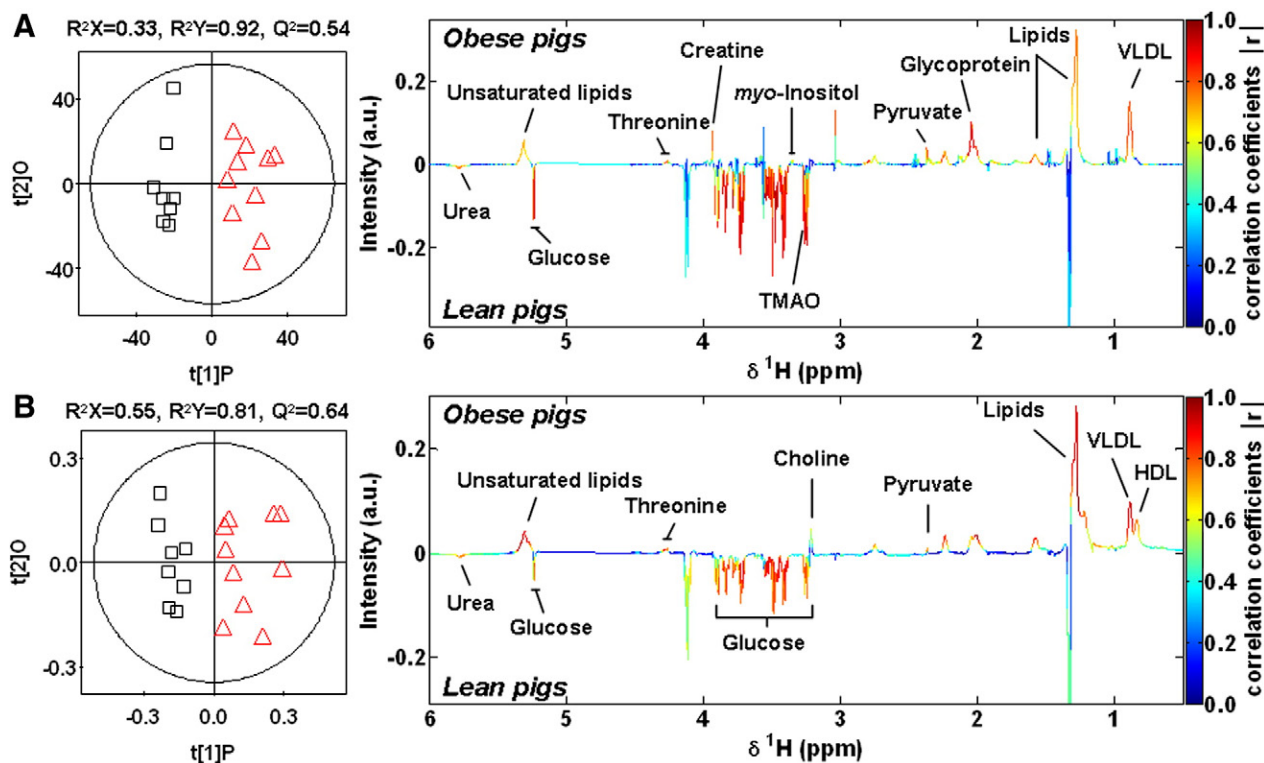 A
R²X=0.33, R²Y=0.92, Q²=0.54
40
0
-40
t[2]O
-40 0 40
t[1]P
Obese pigs
Lean pigs
Intensity (a.u.)
0.2
0
-0.2
Unsaturated lipids
Urea
Glucose
Threonine
Creatine
myo-Inositol
TMAO
Pyruvate
Glycoprotein
Lipids
VLDL
6 5 4 3 2 1
δ ¹H (ppm)
1.0
0.8
0.6
0.4
0.2
0.0
correlation coefficients |r|
B
R²X=0.55, R²Y=0.81, Q²=0.64
0.3
0.0
-0.3
t[2]O
-0.3 0.0 0.3
t[1]P
Obese pigs
Lean pigs
Intensity (a.u.)
0.2
0
-0.2
Unsaturated lipids
Urea
Glucose
Threonine
Glucose
Choline
Pyruvate
Lipids
VLDL
HDL
6 5 4 3 2 1
δ ¹H (ppm)
1.0
0.8
0.6
0.4
0.2
0.0
correlation coefficients |r|